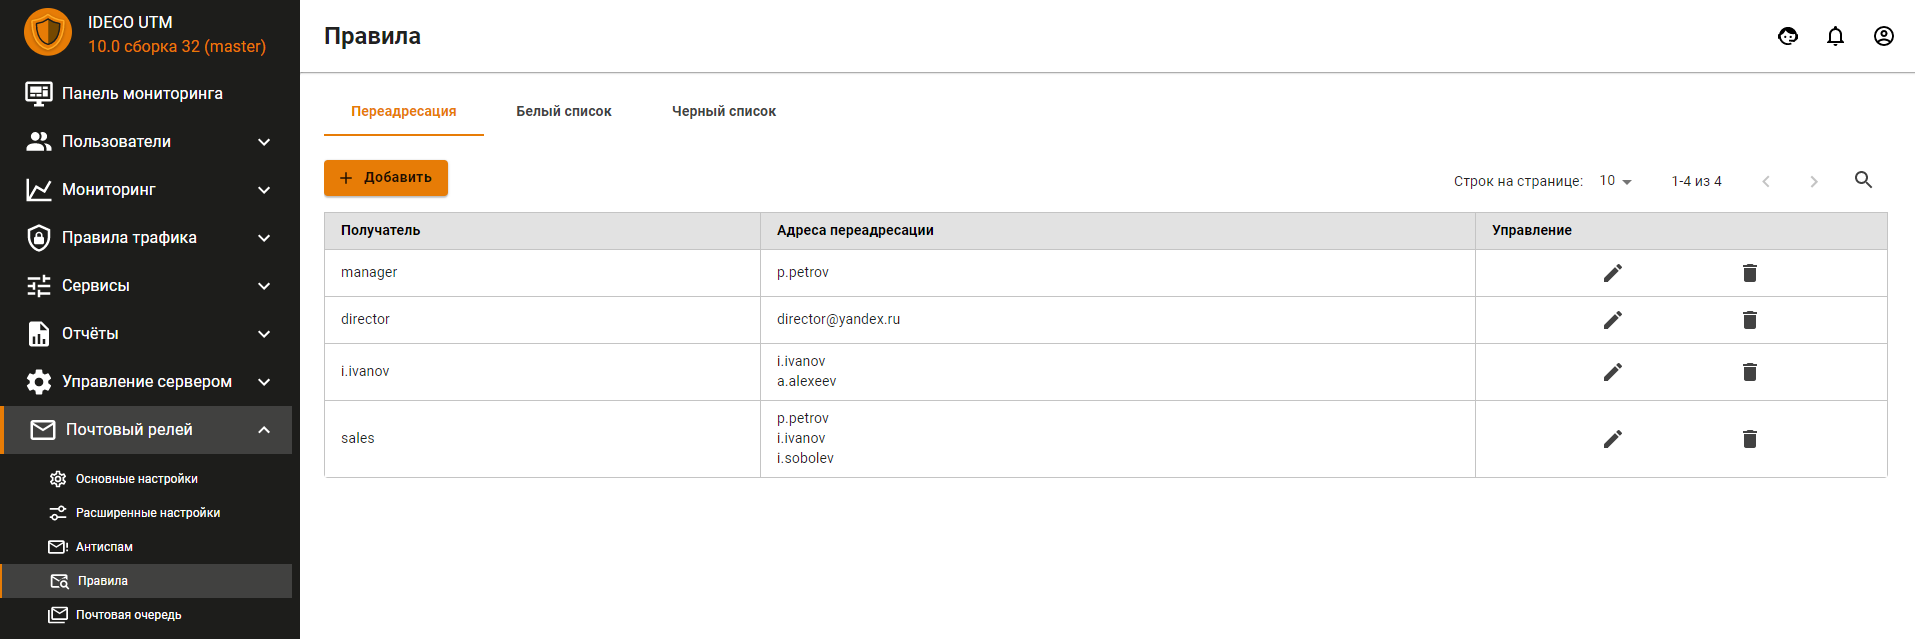 IDECO UTM
10.0 сборка 32 (master)
Панель мониторинга
Пользователи
Мониторинг
Правила трафика
Сервисы
Отчёты
Управление сервером
Почтовый релей
Основные настройки
Расширенные настройки
Антиспам
Правила
Почтовая очередь
Правила
Переадресация Белый список Черный список
Добавить
Строк на странице: 10 1-4 из 4
Получатель Адреса переадресации Управление
manager p.petrov
director director@yandex.ru
i.ivanov i.ivanov
a.alexeev
sales p.petrov
i.ivanov
i.sobolev